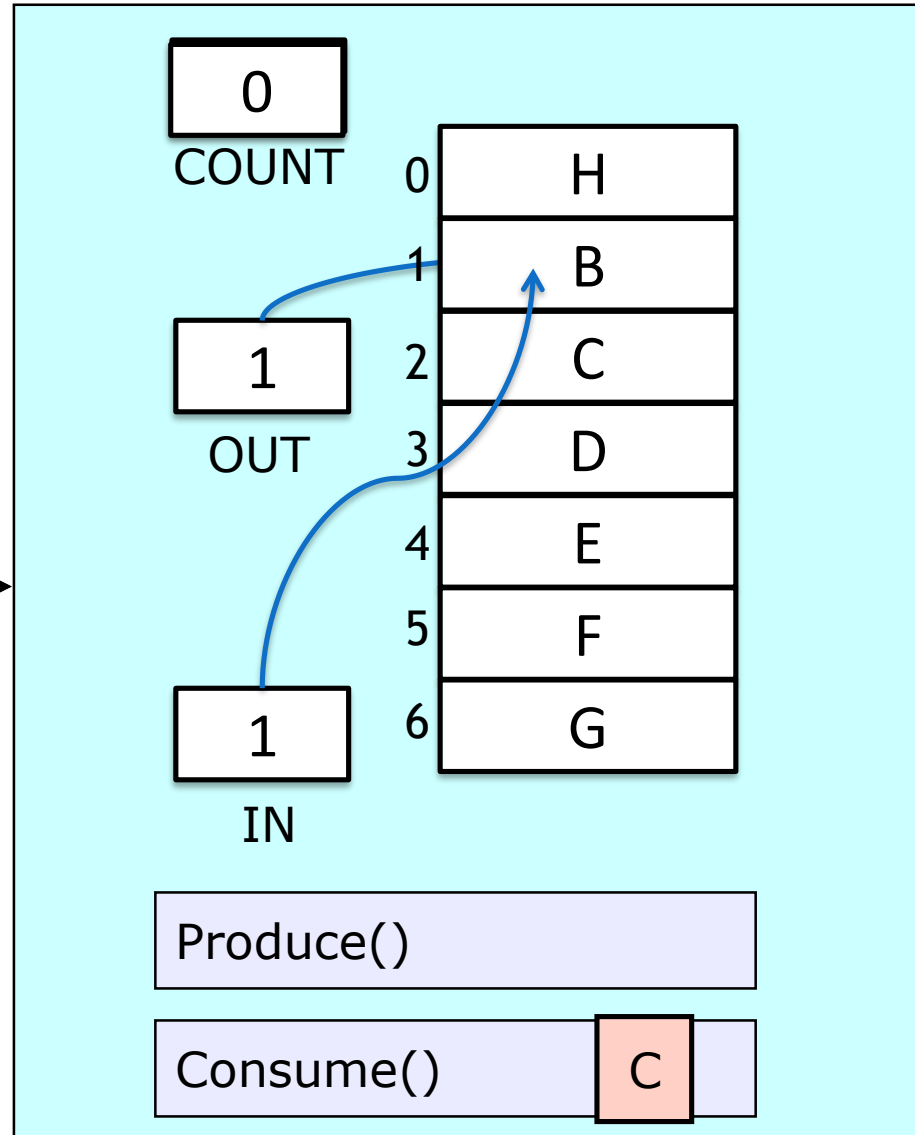 0
COUNT
0 H
1 B
1
OUT
2 C
3 D
4 E
5 F
6 G
1
IN
Produce()
Consume() C